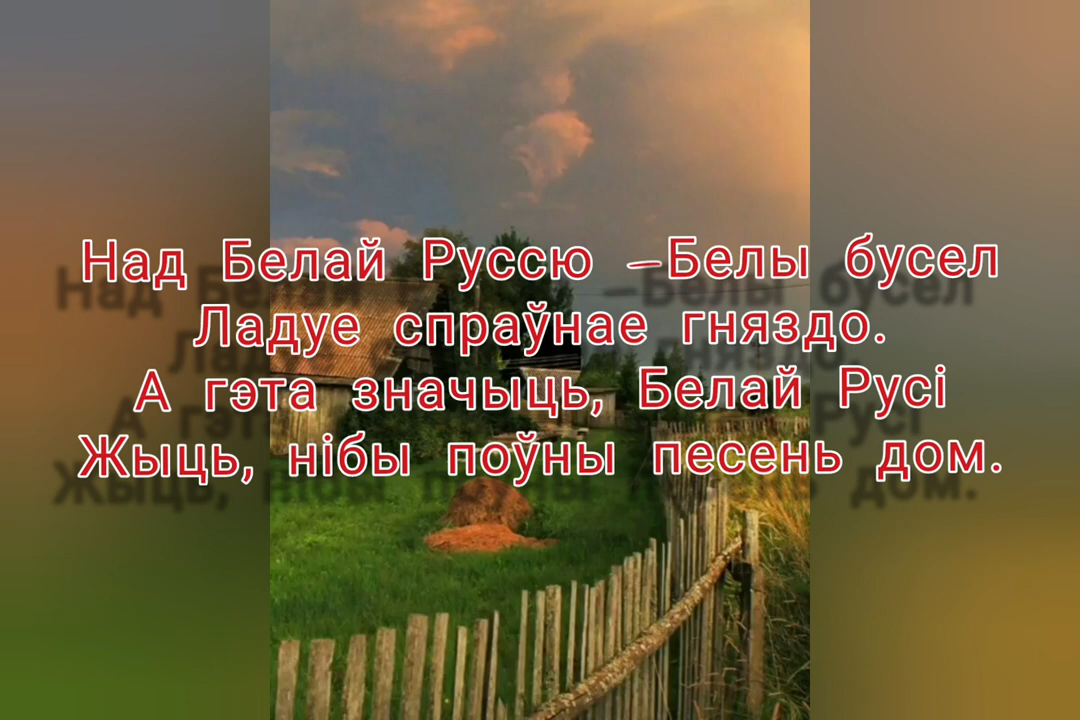 Над Белай Руссю –Белы бусел
Ладуе спраўнае гняздо.
А гэта значыць, Белай Русі
Жыць, нібы поўны песень дом.